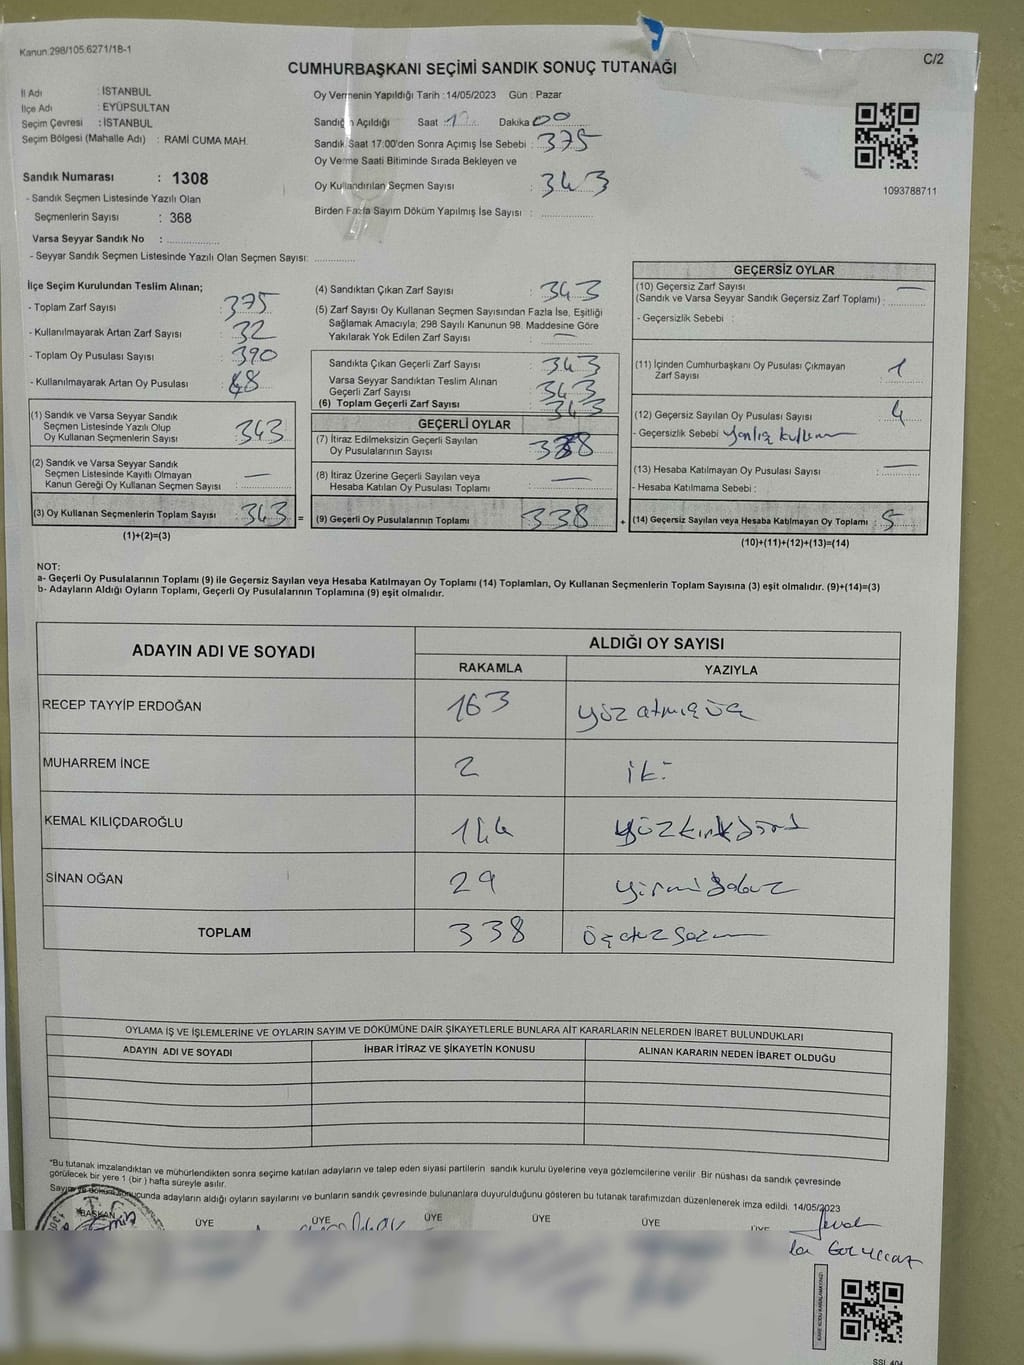 Kanun:298/105:6271/18-1
C/2
CUMHURBAŞKANI SEÇİMİ SANDIK SONUÇ TUTANAĞI
İl Adı : İSTANBUL
İlçe Adı : EYÜPSULTAN
Seçim Çevresi : İSTANBUL
Seçim Bölgesi (Mahalle Adı) : RAMİ CUMA MAH.
Sandık Numarası : 1308
- Sandık Seçmen Listesinde Yazılı Olan
Seçmenlerin Sayısı : 368
Varsa Seyyar Sandık No :
- Seyyar Sandık Seçmen Listesinde Yazılı Olan Seçmen Sayısı:
Oy Vermenin Yapıldığı Tarih :14/05/2023 Gün : Pazar
Sandığın Açıldığı Saat : Dakika 00
Sandık Saat 17:00'den Sonra Açımış İse Sebebi : 375
Oy Verme Saati Bitiminde Sırada Bekleyen ve
Oy Kullandırılan Seçmen Sayısı : 343
Birden Fazla Sayım Döküm Yapılmış İse Sayısı :
1093788711
İlçe Seçim Kurulundan Teslim Alınan;
- Toplam Zarf Sayısı : 375
- Kullanılmayarak Artan Zarf Sayısı : 32
- Toplam Oy Pusulası Sayısı : 390
- Kullanılmayarak Artan Oy Pusulası : 48
(1) Sandık ve Varsa Seyyar Sandık
Seçmen Listesinde Yazılı Olup
Oy Kullanan Seçmenlerin Sayısı : 343
(2) Sandık ve Varsa Seyyar Sandık
Seçmen Listesinde Kayıtlı Olmayan
Kanun Gereği Oy Kullanan Seçmen Sayısı : —
(3) Oy Kullanan Seçmenlerin Toplam Sayısı : 343 =
(1)+(2)=(3)
(4) Sandıktan Çıkan Zarf Sayısı : 343
(5) Zarf Sayısı Oy Kullanan Seçmen Sayısından Fazla İse, Eşitliği
Sağlamak Amacıyla; 298 Sayılı Kanunun 98. Maddesine Göre
Yakılarak Yok Edilen Zarf Sayısı : —
Sandıkta Çıkan Geçerli Zarf Sayısı : 343
Varsa Seyyar Sandıktan Teslim Alınan
Geçerli Zarf Sayısı : 343
(6) Toplam Geçerli Zarf Sayısı : 343
GEÇERLİ OYLAR
(7) İtiraz Edilmeksizin Geçerli Sayılan
Oy Pusulalarının Sayısı : 338
(8) İtiraz Üzerine Geçerli Sayılan veya
Hesaba Katılan Oy Pusulası Toplamı : —
(9) Geçerli Oy Pusulalarının Toplamı : 338 +
GEÇERSİZ OYLAR
(10) Geçersiz Zarf Sayısı —
(Sandık ve Varsa Seyyar Sandık Geçersiz Zarf Toplamı) :
- Geçersizlik Sebebi :
(11) İçinden Cumhurbaşkanı Oy Pusulası Çıkmayan
Zarf Sayısı : 1
(12) Geçersiz Sayılan Oy Pusulası Sayısı : 4
- Geçersizlik Sebebi yanlış kullanım
(13) Hesaba Katılmayan Oy Pusulası Sayısı : —
- Hesaba Katılmama Sebebi :
(14) Geçersiz Sayılan veya Hesaba Katılmayan Oy Toplamı : 5
(10)+(11)+(12)+(13)=(14)
NOT:
a- Geçerli Oy Pusulalarının Toplamı (9) ile Geçersiz Sayılan veya Hesaba Katılmayan Oy Toplamı (14) Toplamları, Oy Kullanan Seçmenlerin Toplam Sayısına (3) eşit olmalıdır. (9)+(14)=(3)
b- Adayların Aldığı Oyların Toplamı, Geçerli Oy Pusulalarının Toplamına (9) eşit olmalıdır.
ADAYIN ADI VE SOYADI
ALDIĞI OY SAYISI
RAKAMLA YAZIYLA
RECEP TAYYİP ERDOĞAN 163 yüz atmış üç
MUHARREM İNCE 2 iki
KEMAL KILIÇDAROĞLU 144 yüz kırk dört
SİNAN OĞAN 29 yirmi dokuz
TOPLAM 338
OYLAMA İŞ VE İŞLEMLERİNE VE OYLARIN SAYIM VE DÖKÜMÜNE DAİR ŞİKAYETLERLE BUNLARA AİT KARARLARIN NELERDEN İBARET BULUNDUKLARI
ADAYIN ADI VE SOYADI İHBAR İTİRAZ VE ŞİKAYETİN KONUSU ALINAN KARARIN NEDEN İBARET OLDUĞU
*Bu tutanak imzalandıktan ve mühürlendikten sonra seçime katılan adayların ve talep eden siyasi partilerin sandık kurulu üyelerine veya gözlemcilerine verilir. Bir nüshası da sandık çevresinde
görülecek bir yere 1 (bir) hafta süreyle asılır.
Sayım ve döküm sonucunda adayların aldığı oyların sayılarını ve bunların sandık çevresinde bulunanlara duyurulduğunu gösteren bu tutanak tarafımızdan düzenlenerek imza edildi. 14/05/2023
BAŞKAN ÜYE ÜYE ÜYE ÜYE ÜYE ÜYE